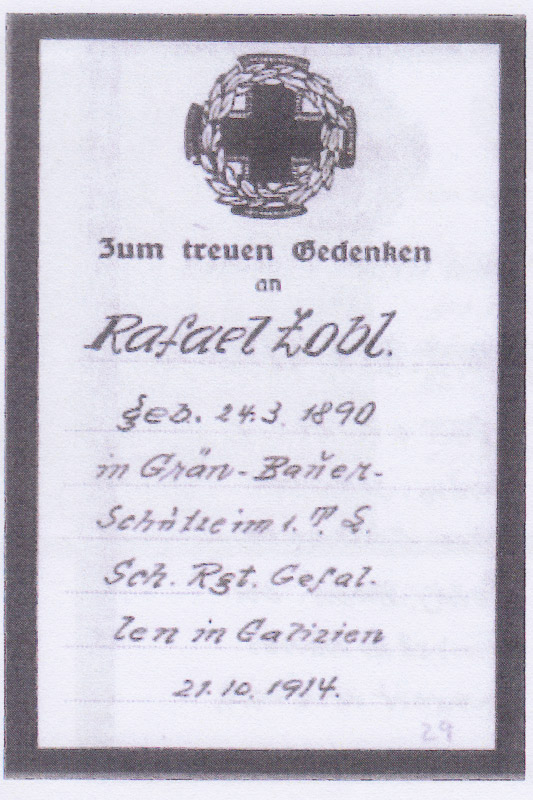 Zum treuen Gedenken
an
Rafael Zobl.
geb. 24.3. 1890
in Grän-Bauer-
Schütze im 1. T. L.
Sch. Rgt. Gefal-
len in Galizien
21.10. 1914.
29